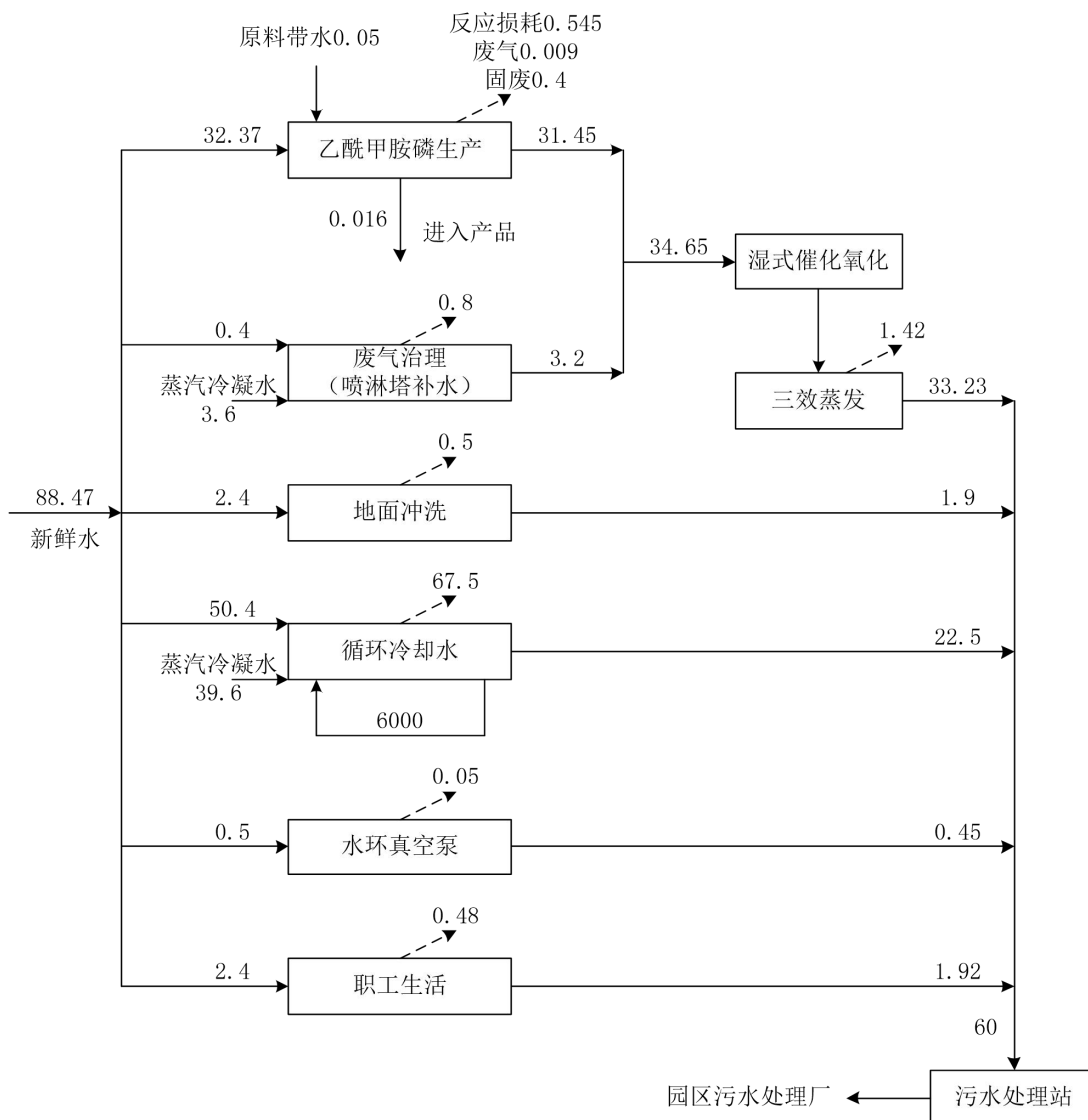 反应损耗0.545
原料带水0.05
废气0.009
固废0.4
32.37
乙酰甲胺磷生产
31.45
0.016
进入产品
34.65
湿式催化氧化
0.8
0.4
废气治理
（喷淋塔补水）
3.2
1.42
蒸汽冷凝水
3.6
三效蒸发
33.23
0.5
88.47
新鲜水
2.4
地面冲洗
1.9
67.5
50.4
循环冷却水
22.5
蒸汽冷凝水
39.6
6000
0.05
0.5
水环真空泵
0.45
0.48
2.4
职工生活
1.92
60
园区污水处理厂
污水处理站